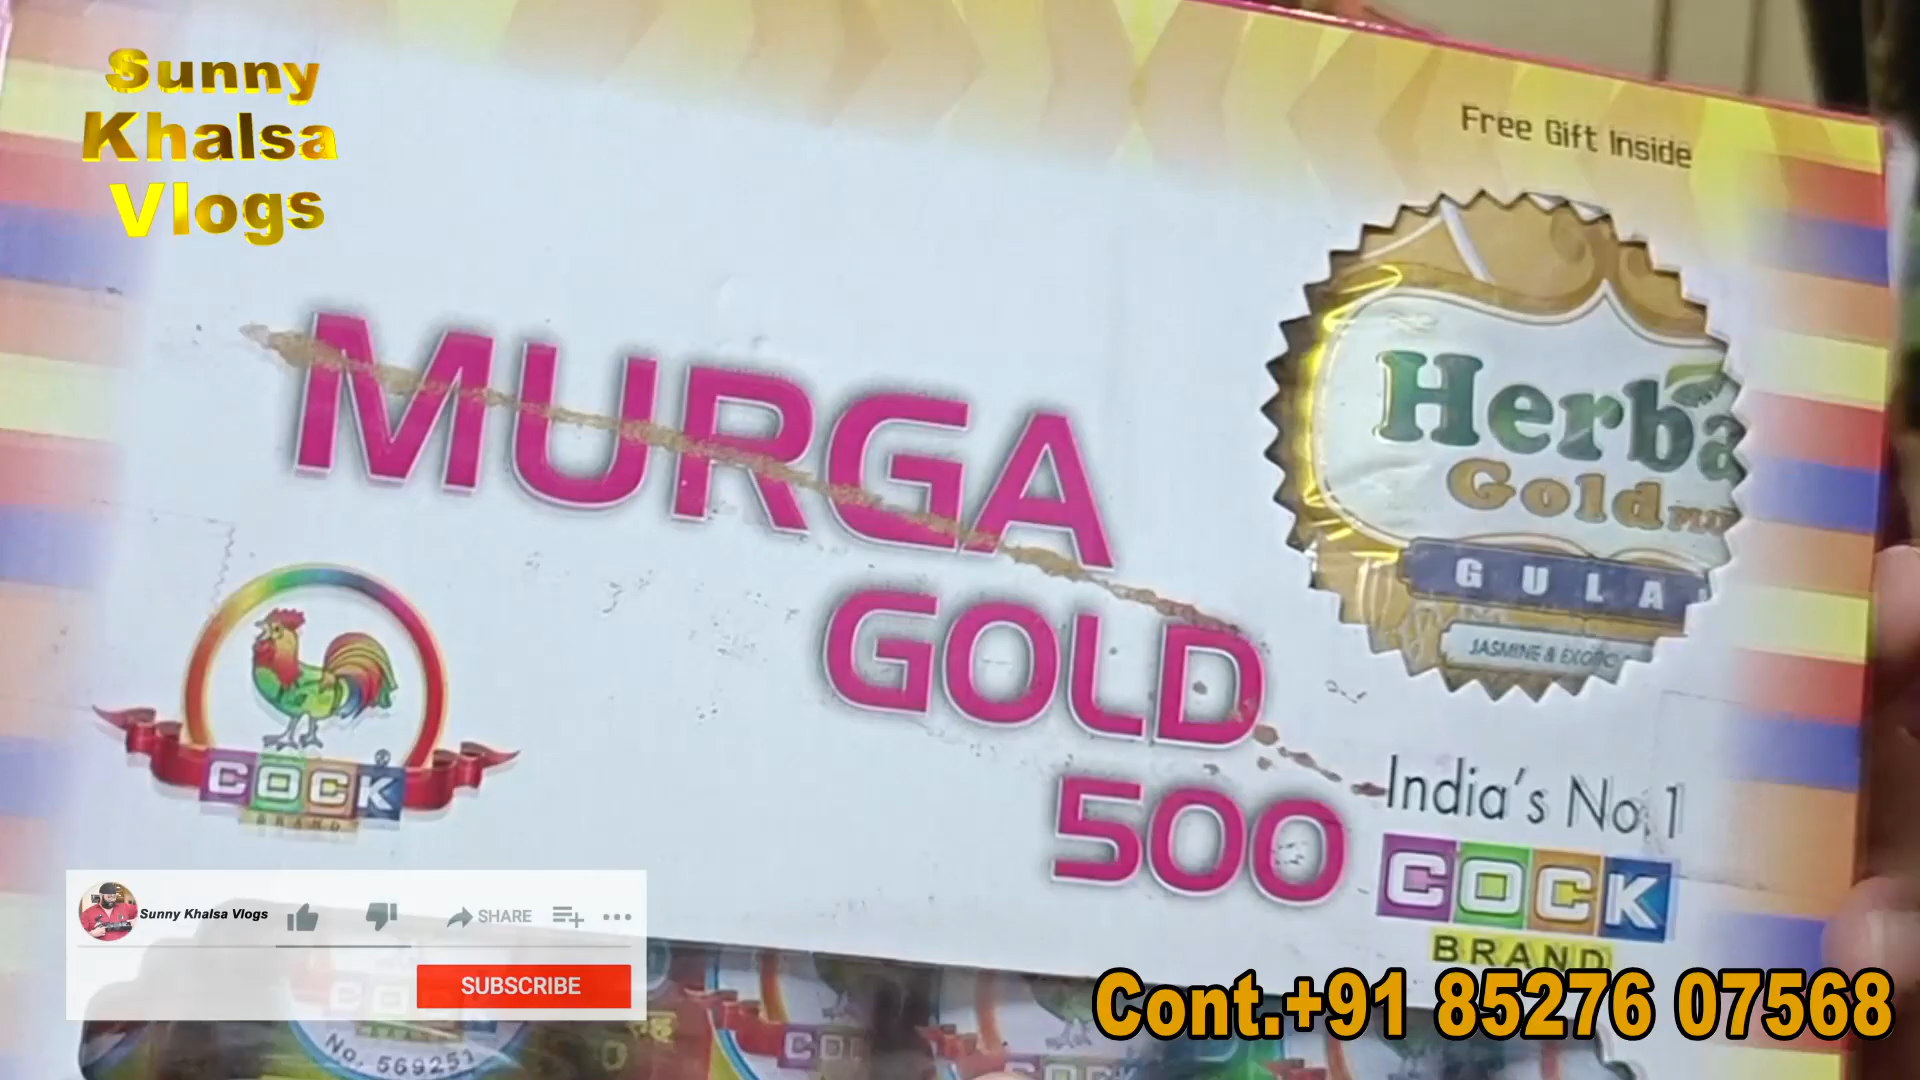 Sunny
Khalsa
Vlogs
Free Gift Inside
MURGA
GOLD
500
Herba
Gold PLUS
GULA
JASMINE & EXOTIC
COCK®
BRAND
India's No.1
COCK
BRAND
Sunny Khalsa Vlogs
SHARE
SUBSCRIBE
No. 569251
Cont.+91 85276 07568